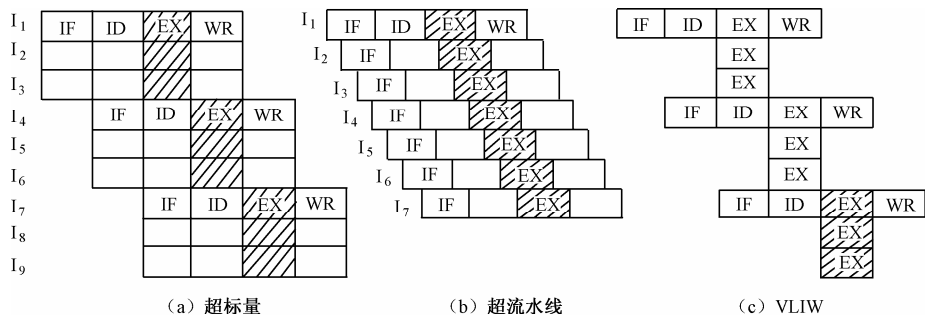 I1 IF ID EX WR
I2
I3
I4 IF ID EX WR
I5
I6
I7 IF ID EX WR
I8
I9
(a) 超标量
I1 IF ID EX WR
I2 IF EX
I3 IF EX
I4 IF EX
I5 IF EX
I6 IF EX
I7 IF EX
(b) 超流水线
IF ID EX WR
EX
EX
IF ID EX WR
EX
EX
IF ID EX WR
EX
EX
(c) VLIW